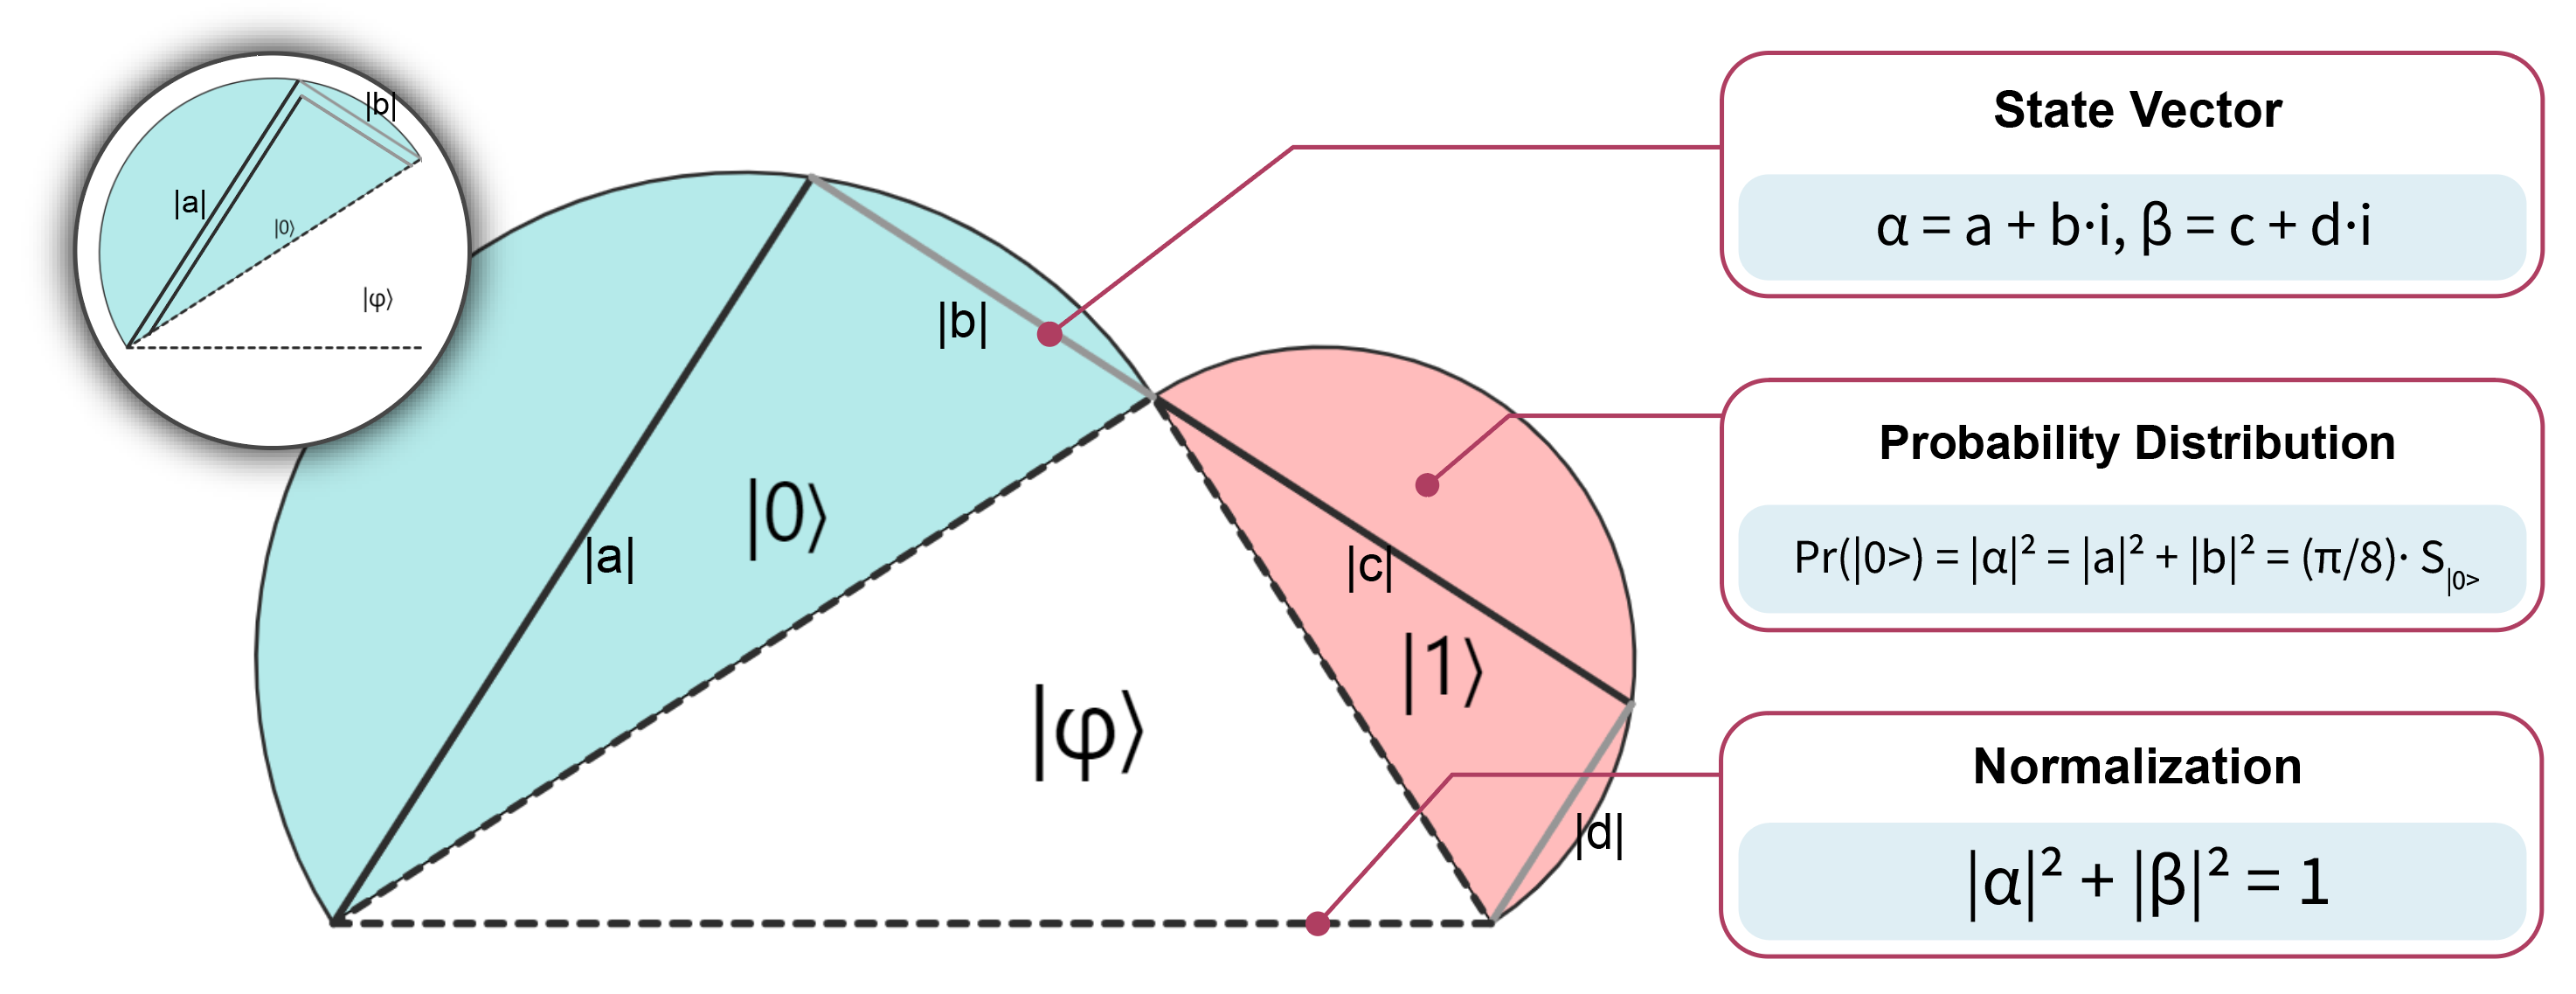 |b|
|a|
|0⟩
|φ⟩
|b|
|a|
|0⟩
|c|
|1⟩
|φ⟩
|d|
State Vector
α = a + b·i, β = c + d·i
Probability Distribution
Pr(|0>) = |α|² = |a|² + |b|² = (π/8)· S|0>
Normalization
|α|² + |β|² = 1